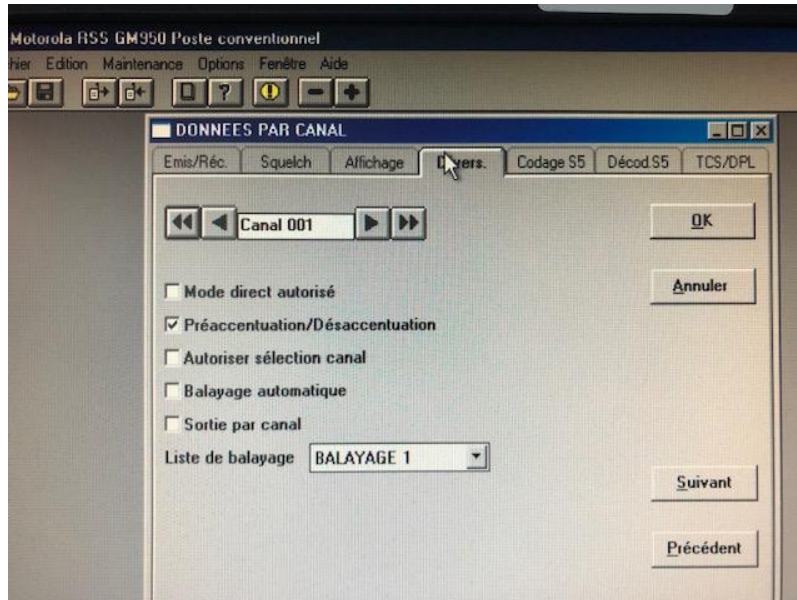 Motorola RSS GM950 Poste conventionnel
hier Edition Maintenance Options Fenêtre Aide
DONNEES PAR CANAL
Emis/Réc. Squelch Affichage Divers. Codage S5 Décod.S5 TCS/DPL
Canal 001
OK
Mode direct autorisé
Annuler
Préaccentuation/Désaccentuation
Autoriser sélection canal
Balayage automatique
Sortie par canal
Liste de balayage BALAYAGE 1
Suivant
Précédent